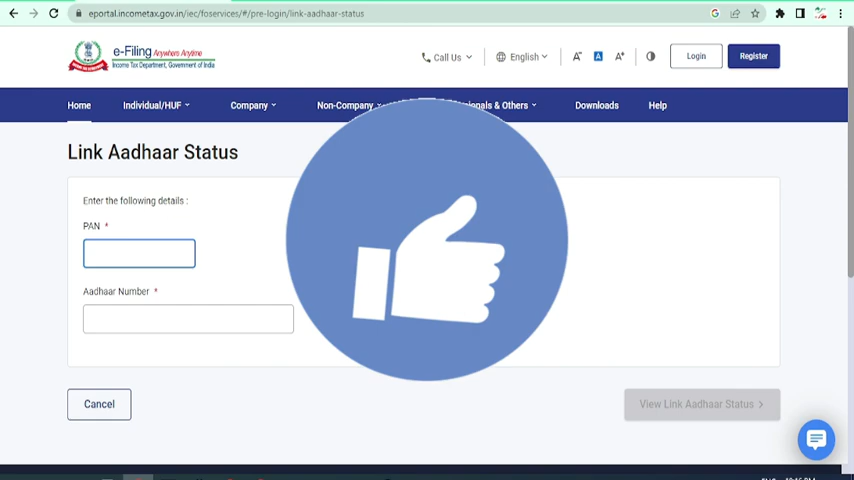 eportal.incometax.gov.in/iec/foservices/#/pre-login/link-aadhaar-status
e-Filing Anywhere Anytime
Income Tax Department, Government of India
Call Us
English
A-
A
A+
Login
Register
Home
Individual/HUF
Company
Non-Company
& Others
Downloads
Help
Link Aadhaar Status
Enter the following details :
PAN *
Aadhaar Number *
Cancel
View Link Aadhaar Status >